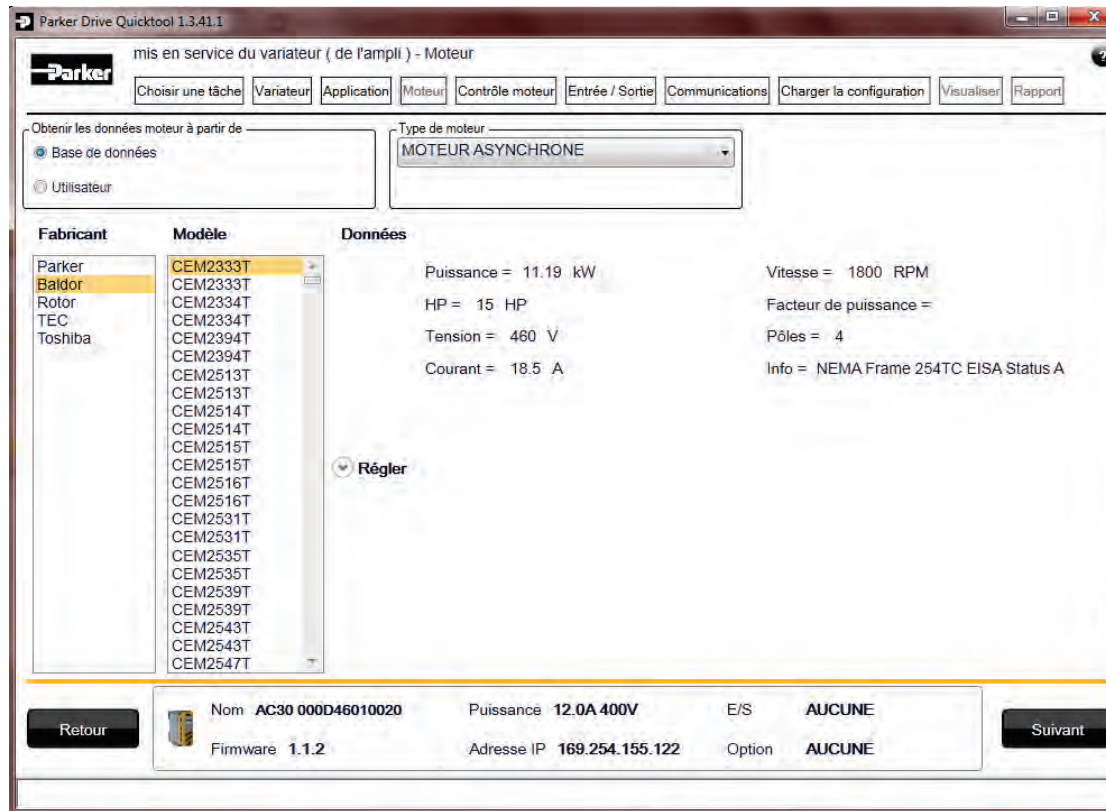 Parker Drive Quicktool 1.3.41.1
Parker
mis en service du variateur ( de l'ampli ) - Moteur
?
Choisir une tâche Variateur Application Moteur Contrôle moteur Entrée / Sortie Communications Charger la configuration Visualiser Rapport
Obtenir les données moteur à partir de
Base de données
Utilisateur
Type de moteur
MOTEUR ASYNCHRONE
Fabricant
Parker
Baldor
Rotor
TEC
Toshiba
Modèle
CEM2333T
CEM2333T
CEM2334T
CEM2334T
CEM2394T
CEM2394T
CEM2513T
CEM2513T
CEM2514T
CEM2514T
CEM2515T
CEM2515T
CEM2516T
CEM2516T
CEM2531T
CEM2531T
CEM2535T
CEM2535T
CEM2539T
CEM2539T
CEM2543T
CEM2543T
CEM2547T
Données
Puissance = 11.19 kW
HP = 15 HP
Tension = 460 V
Courant = 18.5 A
Vitesse = 1800 RPM
Facteur de puissance =
Pôles = 4
Info = NEMA Frame 254TC EISA Status A
Régler
Retour
Nom AC30 000D46010020
Puissance 12.0A 400V
E/S AUCUNE
Firmware 1.1.2
Adresse IP 169.254.155.122
Option AUCUNE
Suivant